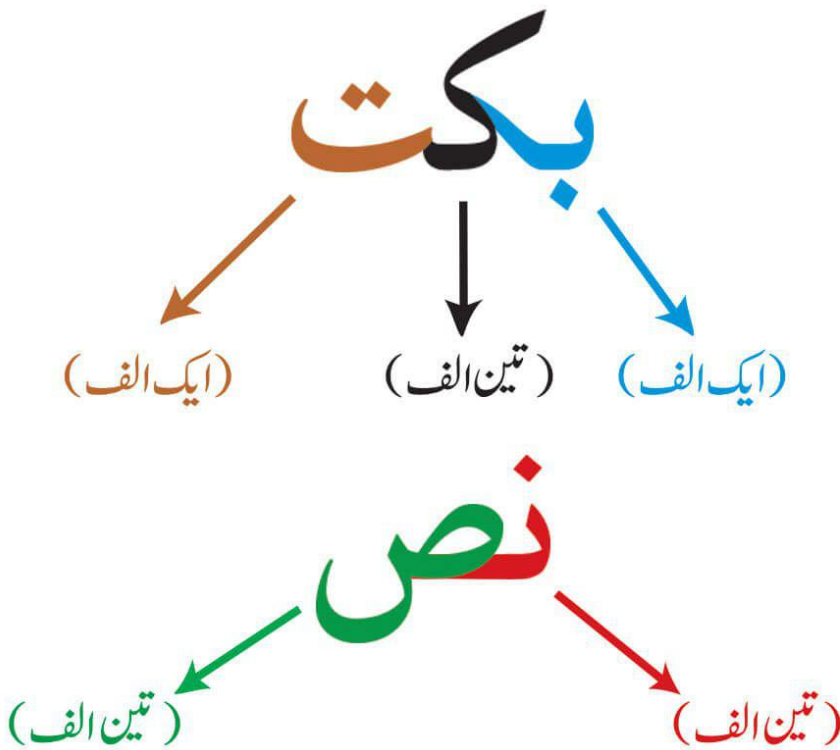 بکت
(ایک الف) (تین الف) (ایک الف)
نص
(تین الف) (تین الف)